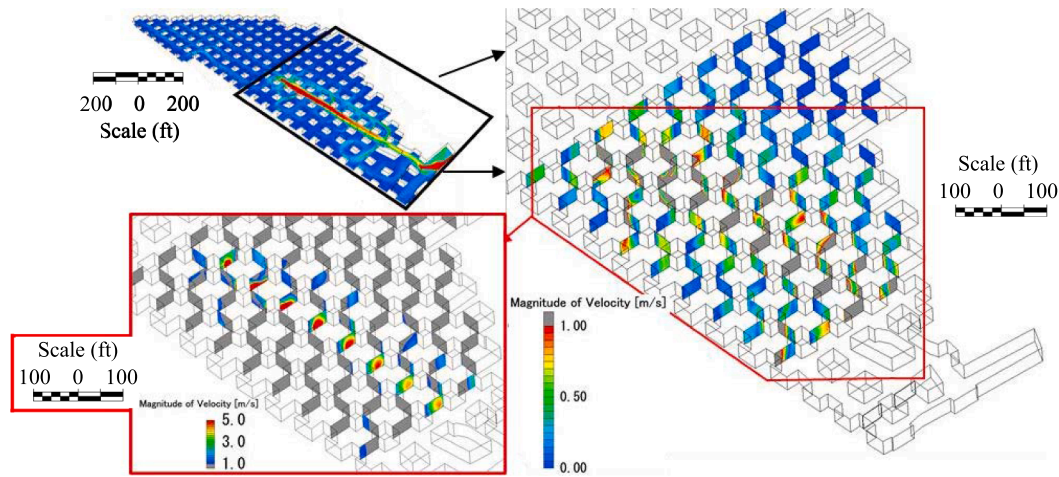 200 0 200
Scale (ft)
Scale (ft)
100 0 100
Magnitude of Velocity [m/s]
1.00
0.50
0.00
Scale (ft)
100 0 100
Magnitude of Velocity [m/s]
5.0
3.0
1.0